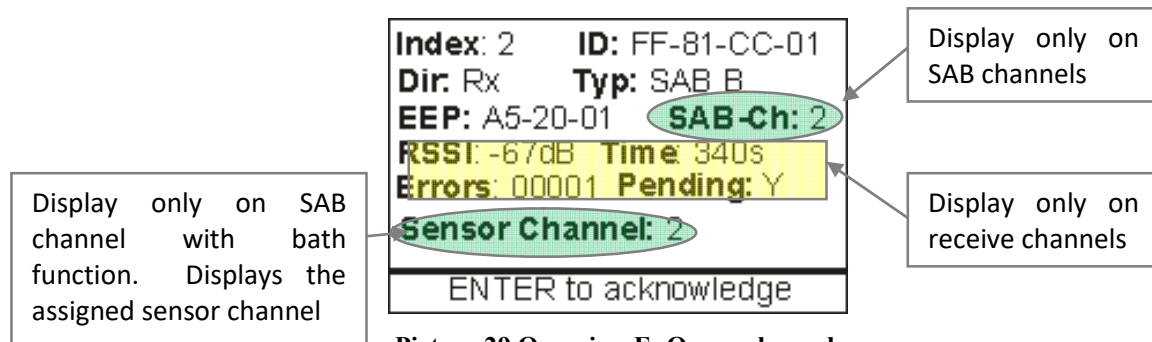 Index: 2 ID: FF-81-CC-01
Dir: Rx Typ: SAB B
EEP: A5-20-01 SAB-Ch: 2
RSSI: -67dB Time: 340s
Errors: 00001 Pending: Y
Sensor Channel: 2
ENTER to acknowledge
Display only on
SAB channels
Display only on
receive channels
Display only on SAB
channel with bath
function. Displays the
assigned sensor channel